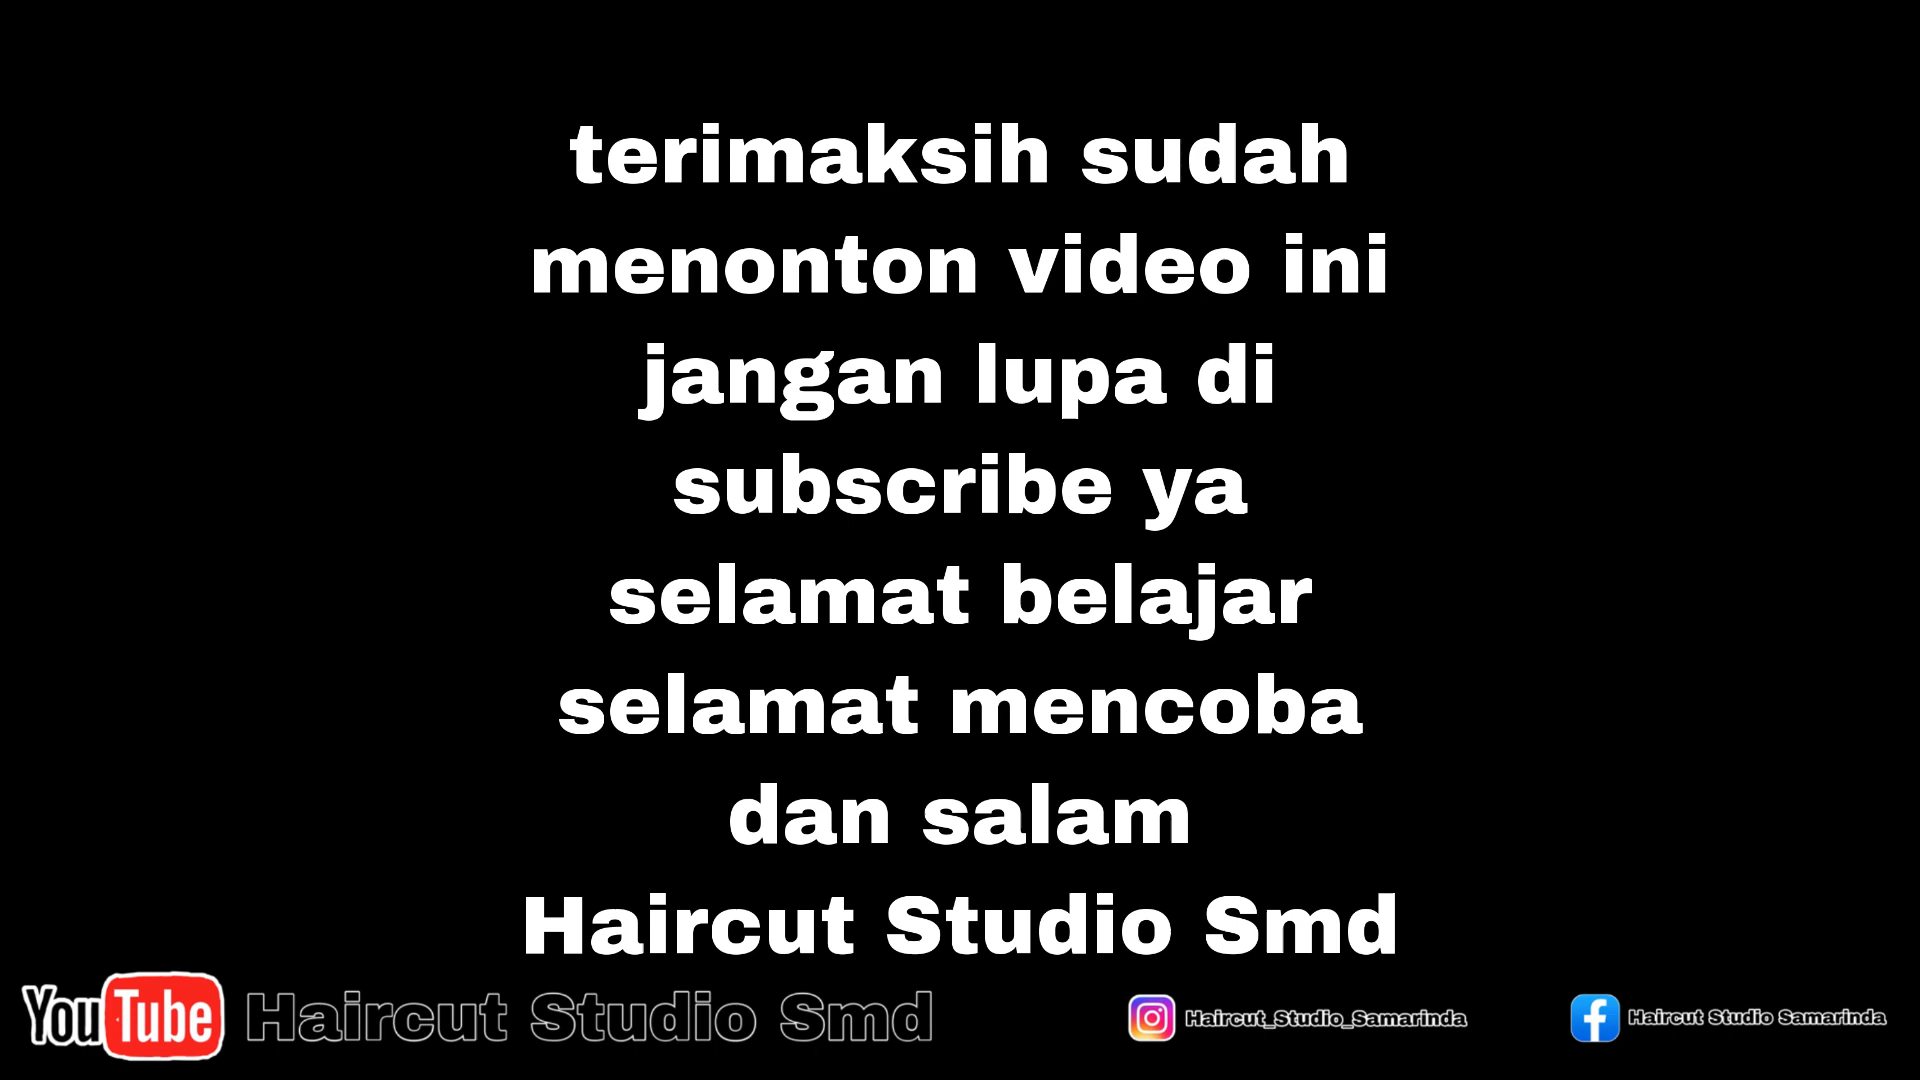 terimaksih sudah
menonton video ini
jangan lupa di
subscribe ya
selamat belajar
selamat mencoba
dan salam
Haircut Studio Smd
YouTube Haircut Studio Smd
Haircut_Studio_Samarinda
Haircut Studio Samarinda